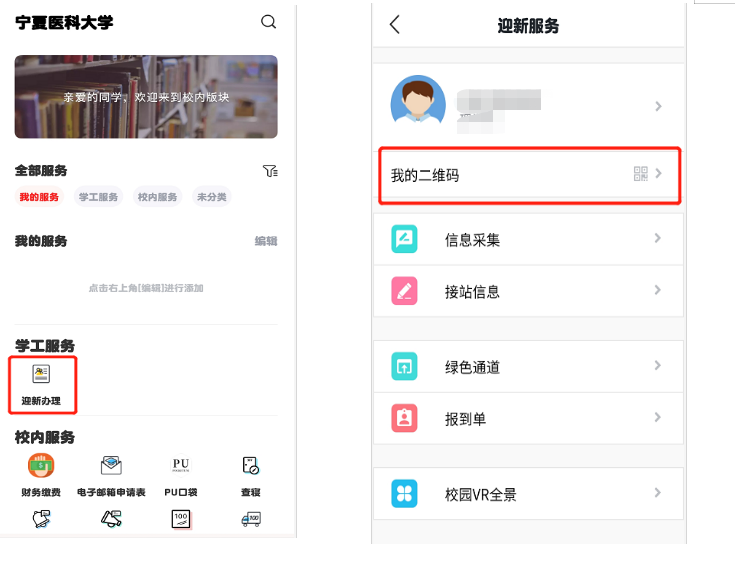 宁夏医科大学
亲爱的同学，欢迎来到校内版块
全部服务
我的服务 学工服务 校内服务 未分类
我的服务 编辑
点击右上角[编辑]进行添加
学工服务
迎新办理
校内服务
PU
财务缴费 电子邮箱申请表 PU口袋 查寝
100
迎新服务
我的二维码
信息采集
接站信息
绿色通道
报到单
校园VR全景